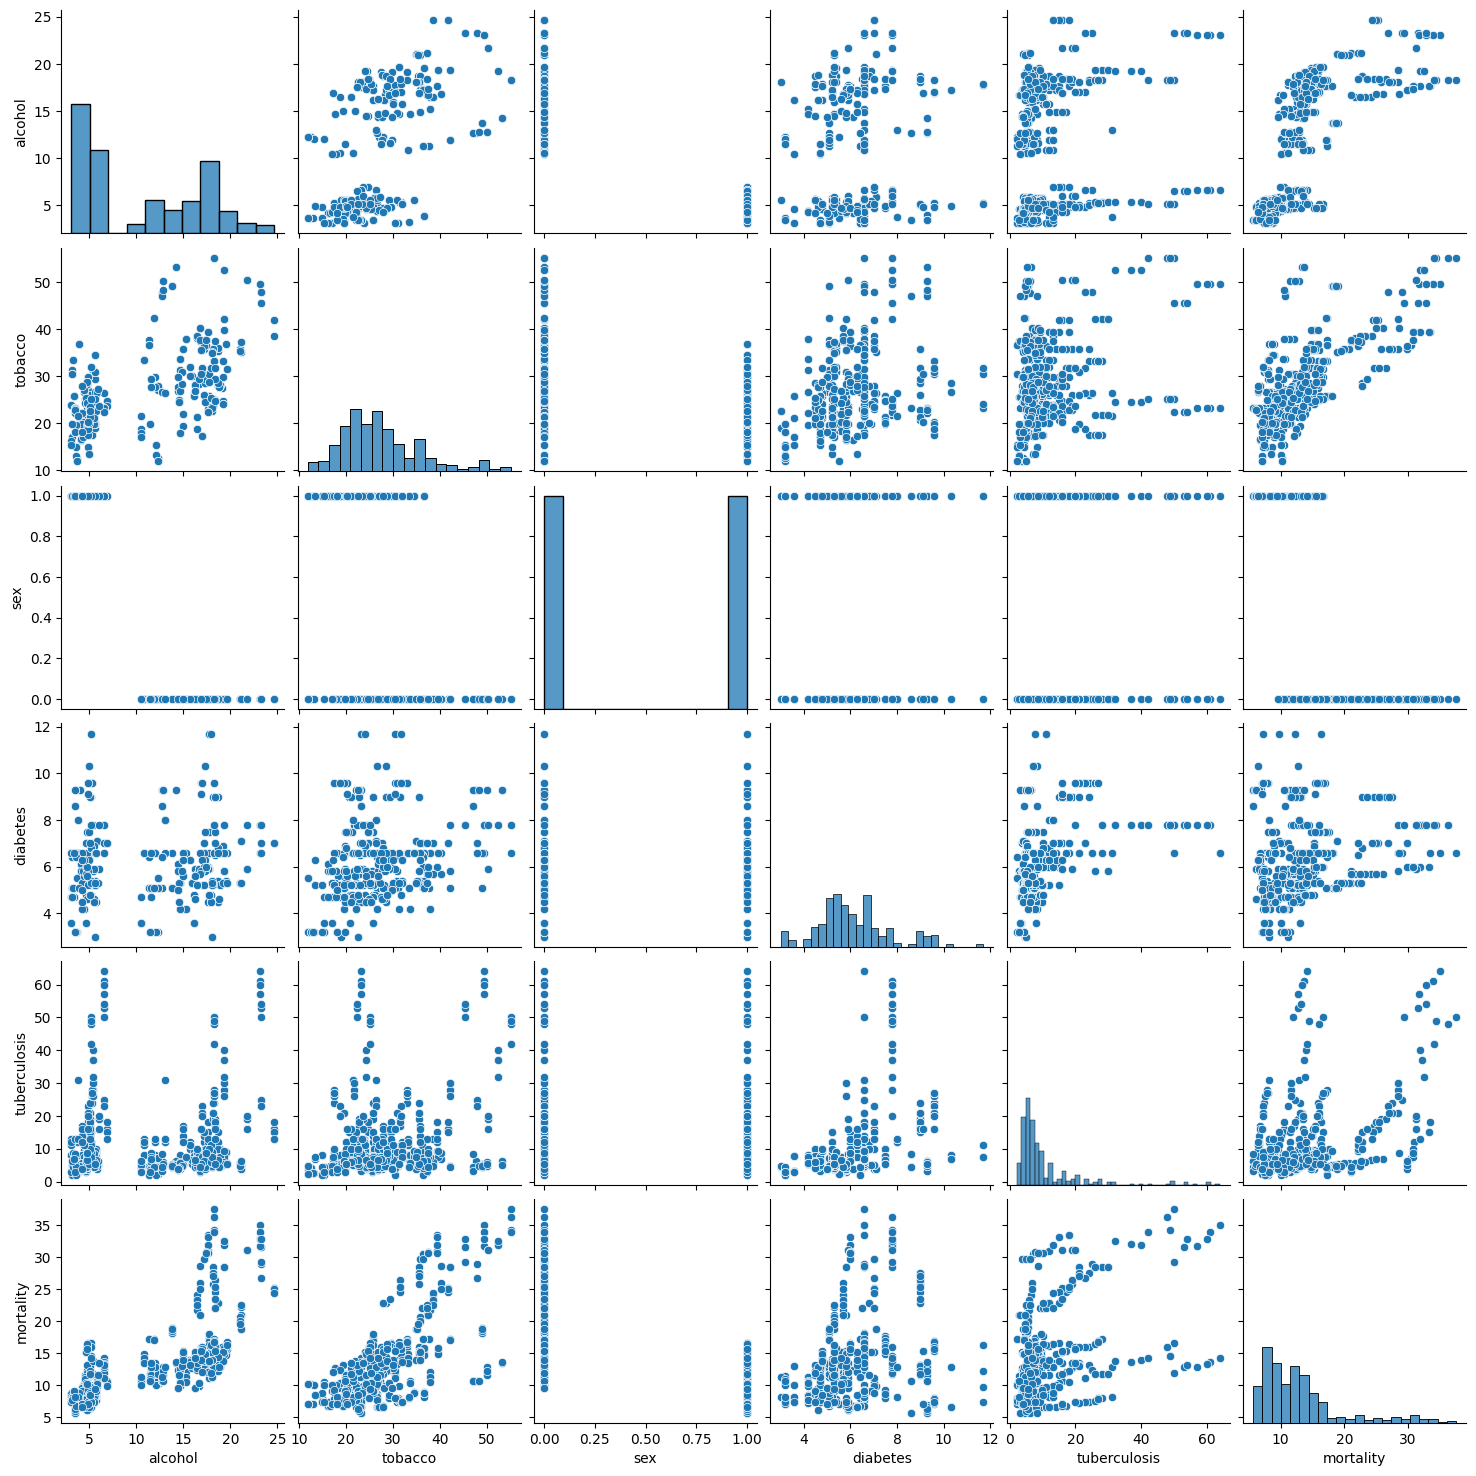 alcohol
25
20
15
10
5
tobacco
50
40
30
20
10
sex
1.0
0.8
0.6
0.4
0.2
0.0
diabetes
12
10
8
6
4
tuberculosis
60
50
40
30
20
10
0
mortality
35
30
25
20
15
10
5
5 10 15 20 25
10 20 30 40 50
0.00 0.25 0.50 0.75 1.00
4 6 8 10 12
0 20 40 60
10 20 30
alcohol tobacco sex diabetes tuberculosis mortality